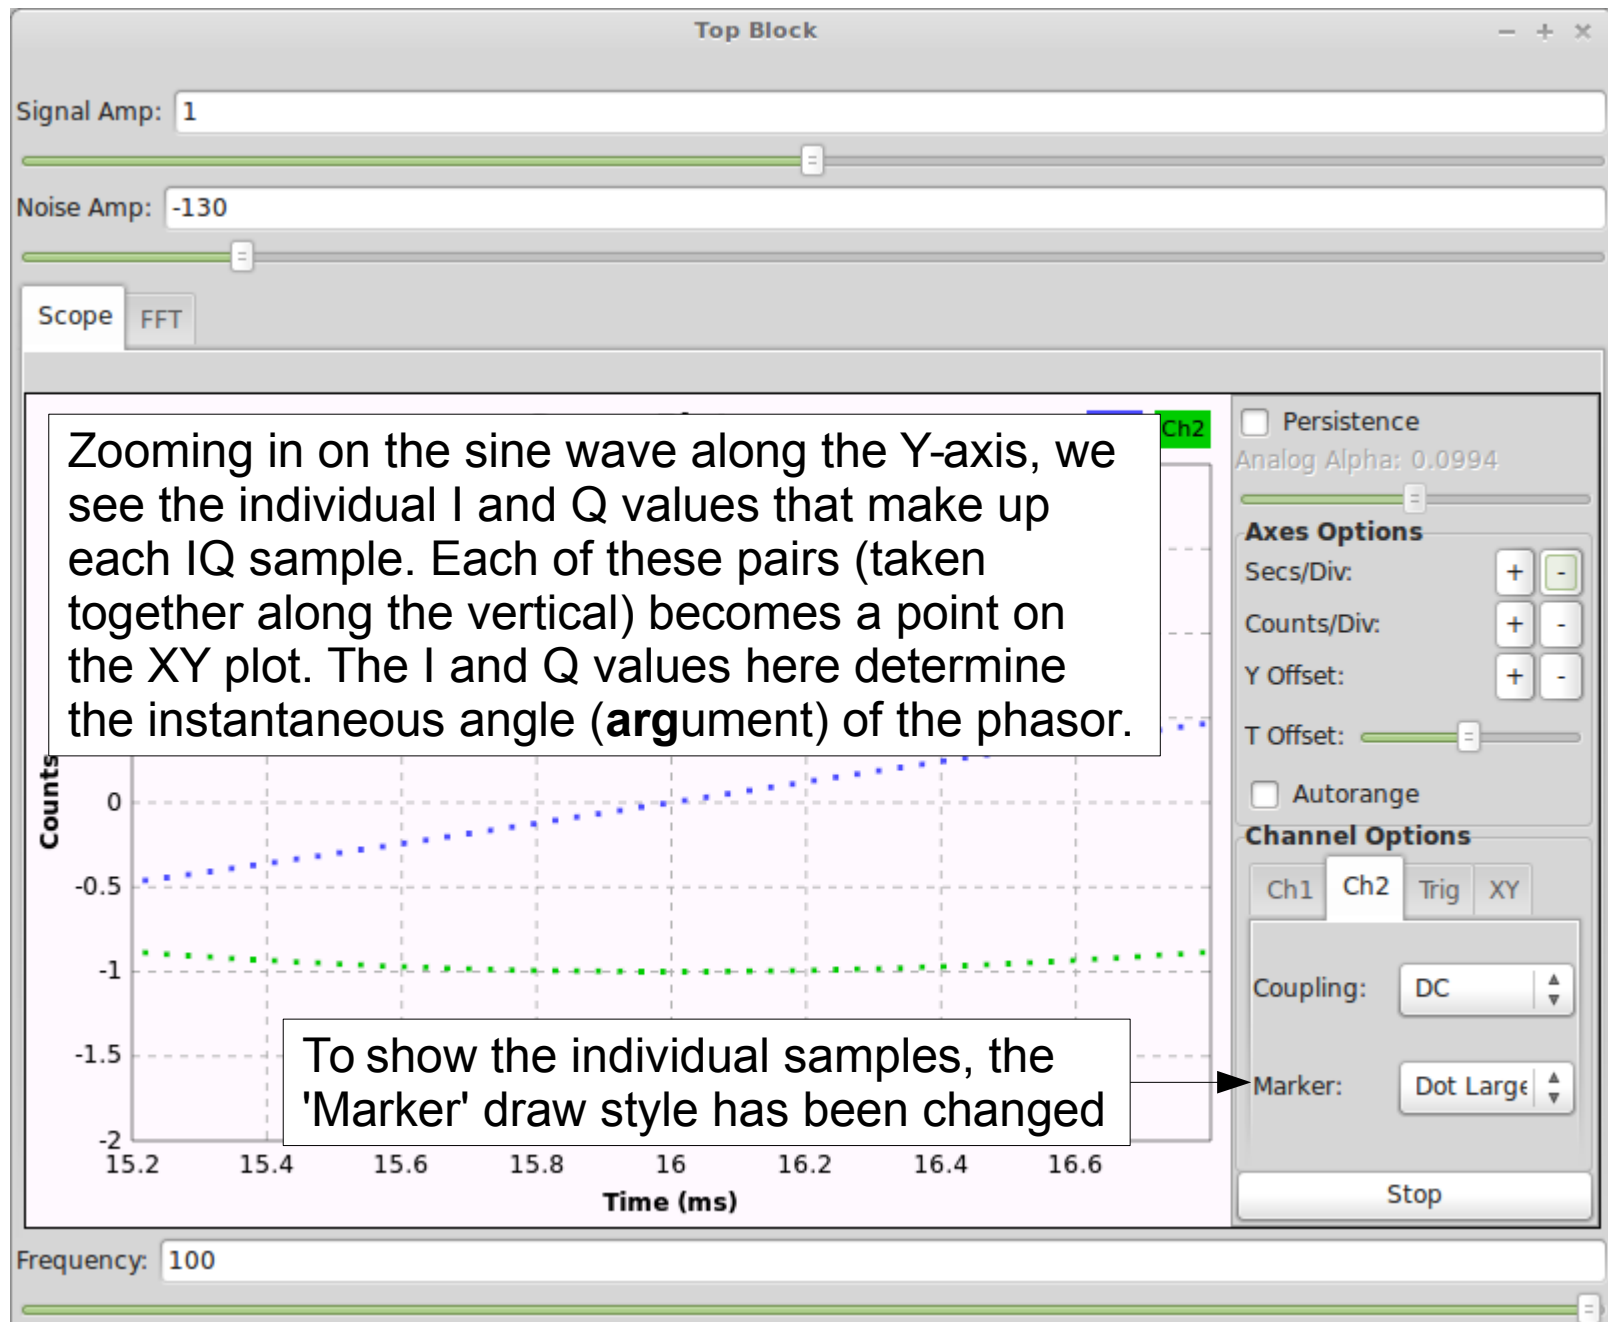 Top Block
Signal Amp: 1
Noise Amp: -130
Scope FFT
Zooming in on the sine wave along the Y-axis, we
see the individual I and Q values that make up
each IQ sample. Each of these pairs (taken
together along the vertical) becomes a point on
the XY plot. The I and Q values here determine
the instantaneous angle (argument) of the phasor.
Ch2
Counts
0
-0.5
-1
-1.5
-2
15.2 15.4 15.6 15.8 16 16.2 16.4 16.6
Time (ms)
To show the individual samples, the
'Marker' draw style has been changed
Persistence
Analog Alpha: 0.0994
Axes Options
Secs/Div: + -
Counts/Div: + -
Y Offset: + -
T Offset:
Autorange
Channel Options
Ch1 Ch2 Trig XY
Coupling: DC
Marker: Dot Large
Stop
Frequency: 100